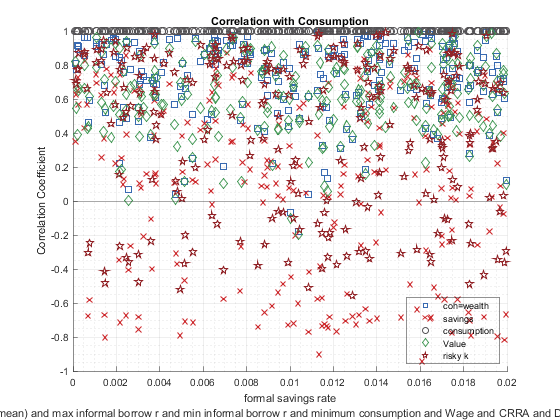 Correlation with Consumption
Correlation Coefficient
1
0.8
0.6
0.4
0.2
0
-0.2
-0.4
-0.6
-0.8
-1
0 0.002 0.004 0.006 0.008 0.01 0.012 0.014 0.016 0.018 0.02
formal savings rate
coh=wealth
savings
consumption
Value
risky k
mean) and max informal borrow r and min informal borrow r and minimum consumption and Wage and CRRA and